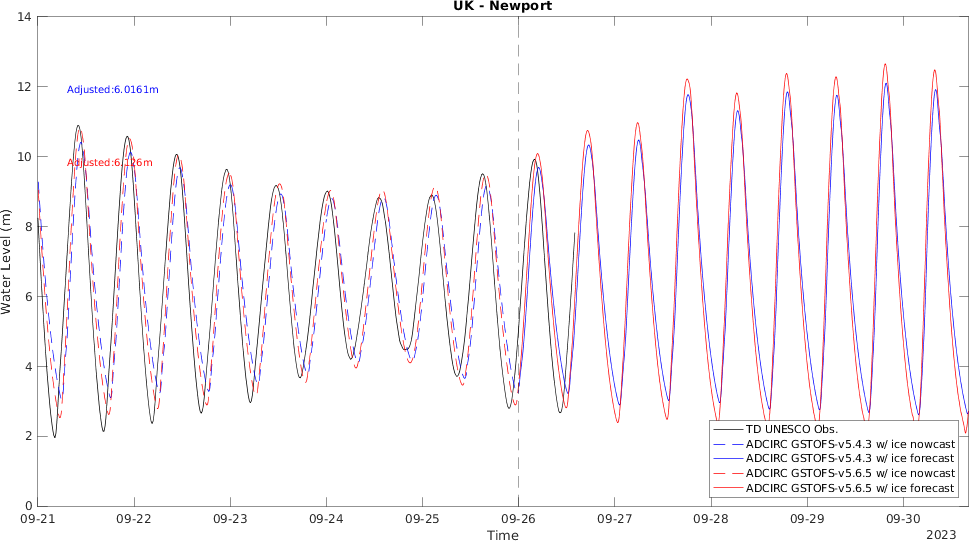 UK - Newport
14
12
10
8
6
4
2
0
Water Level (m)
Adjusted:6.0161m
09-21
09-22
09-23
09-24
09-25
09-26
09-27
09-28
09-29
09-30
Time
2023
TD UNESCO Obs.
ADCIRC GSTOFS-v5.4.3 w/ ice nowcast
ADCIRC GSTOFS-v5.4.3 w/ ice forecast
ADCIRC GSTOFS-v5.6.5 w/ ice nowcast
ADCIRC GSTOFS-v5.6.5 w/ ice forecast